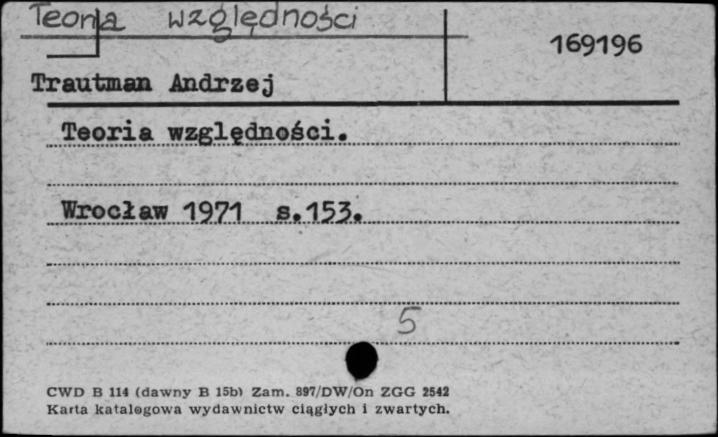 Teoria względności
169196
Trautman Andrzej
Teoria względności.
Wrocław 1971 s.153.
5
CWD B 114 (dawny B 15b) Zam. 897/DW/On ZGG 2542
Karta katalogowa wydawnictw ciągłych i zwartych.